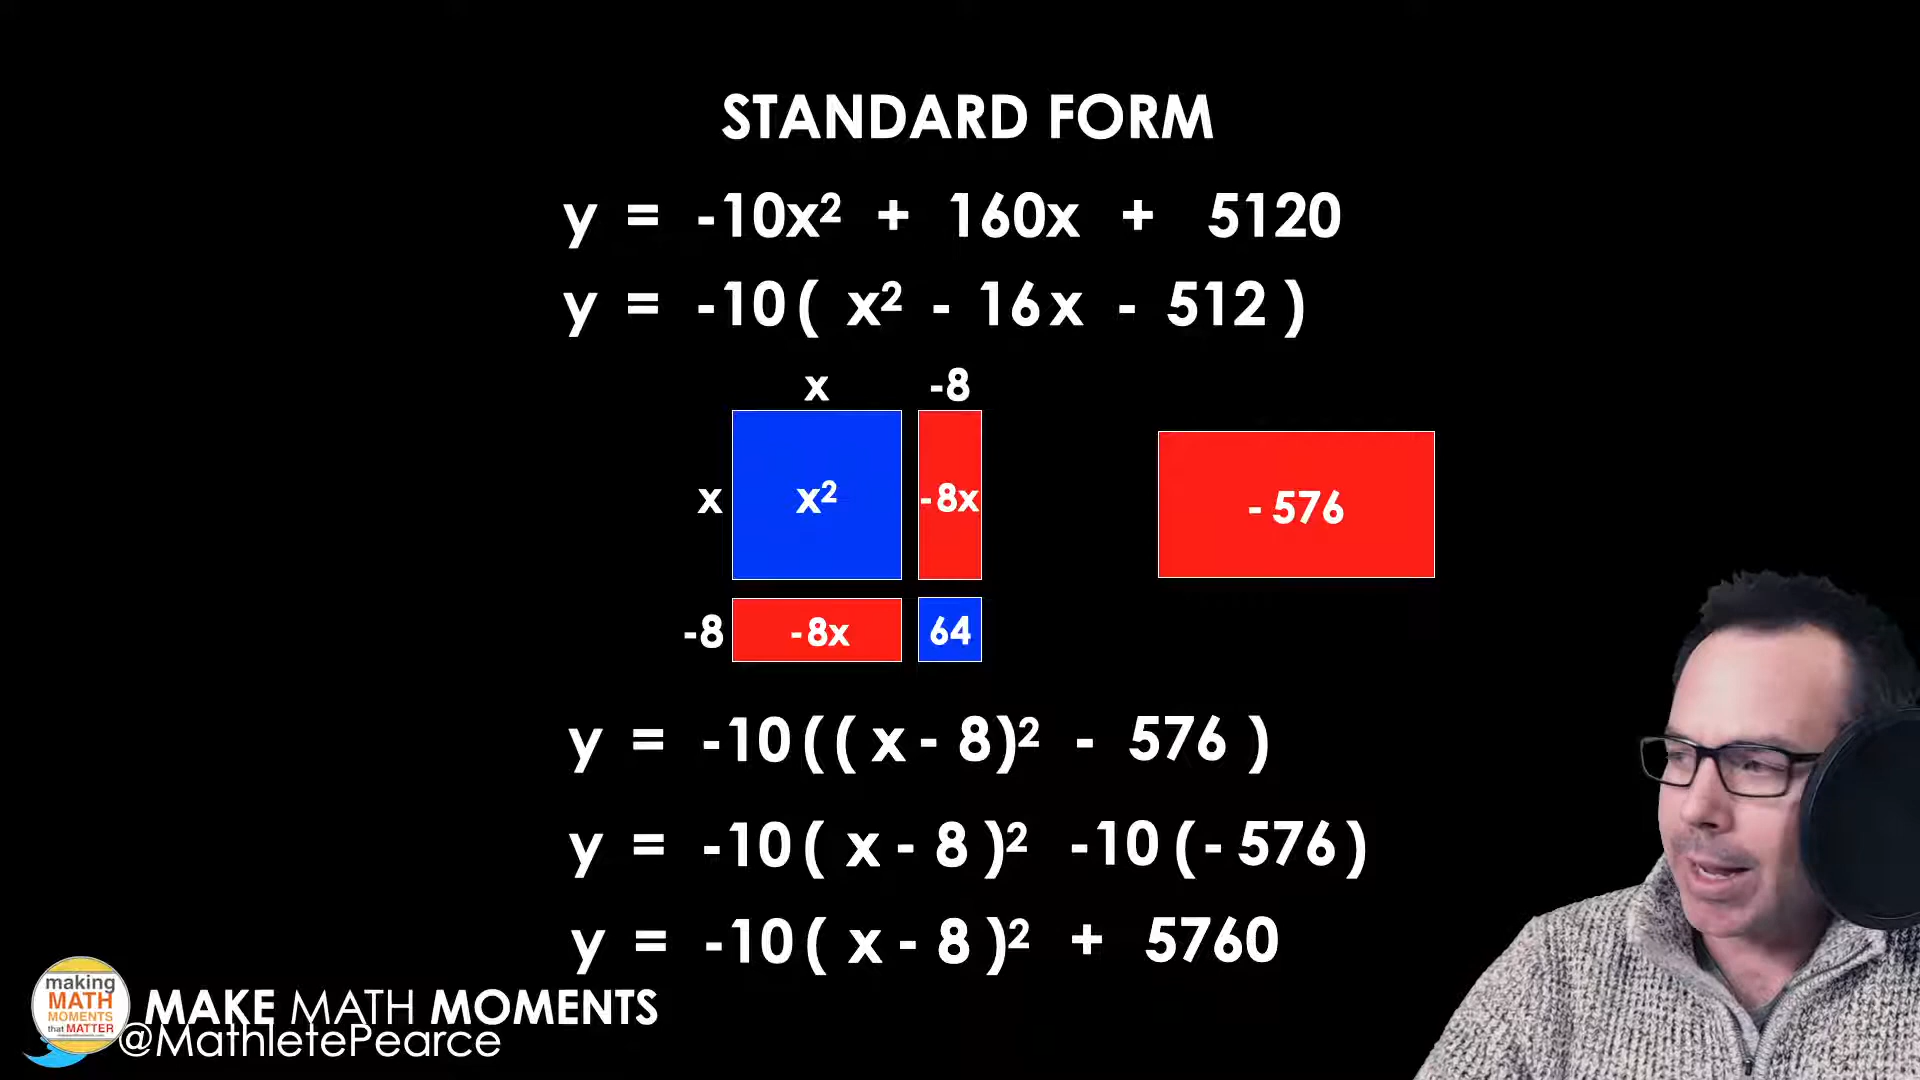 STANDARD FORM
y = -10x² + 160x + 5120
y = -10( x² - 16x - 512 )
x -8
x x² -8x - 576
-8 -8x 64
y = -10(( x - 8)² - 576 )
y = -10( x - 8 )² -10(- 576)
y = -10( x - 8 )² + 5760
making
MATH
MOMENTS
that MATTER
MAKE MATH MOMENTS
@MathletePearce